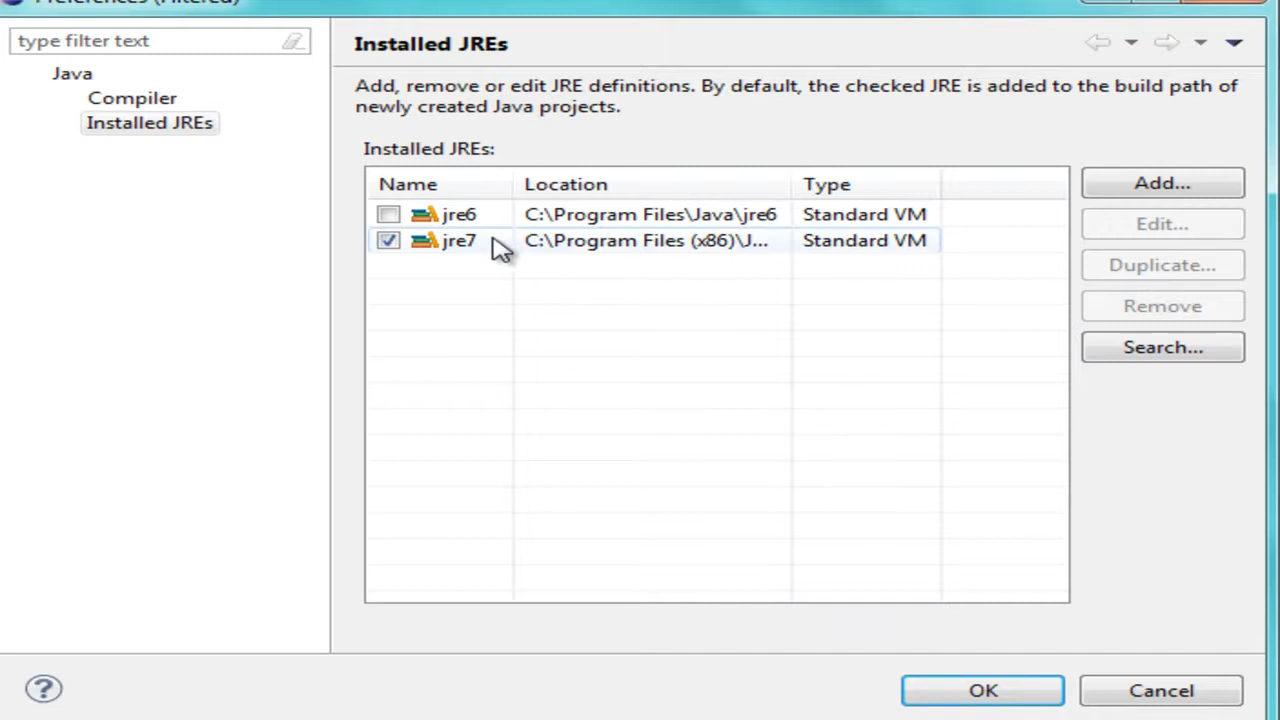 Preferences (Filtered)
type filter text
Java
Compiler
Installed JREs
Installed JREs
Add, remove or edit JRE definitions. By default, the checked JRE is added to the build path of
newly created Java projects.
Installed JREs:
Name Location Type
jre6 C:\Program Files\Java\jre6 Standard VM
jre7 C:\Program Files (x86)\J... Standard VM
Add...
Edit...
Duplicate...
Remove
Search...
?
OK Cancel